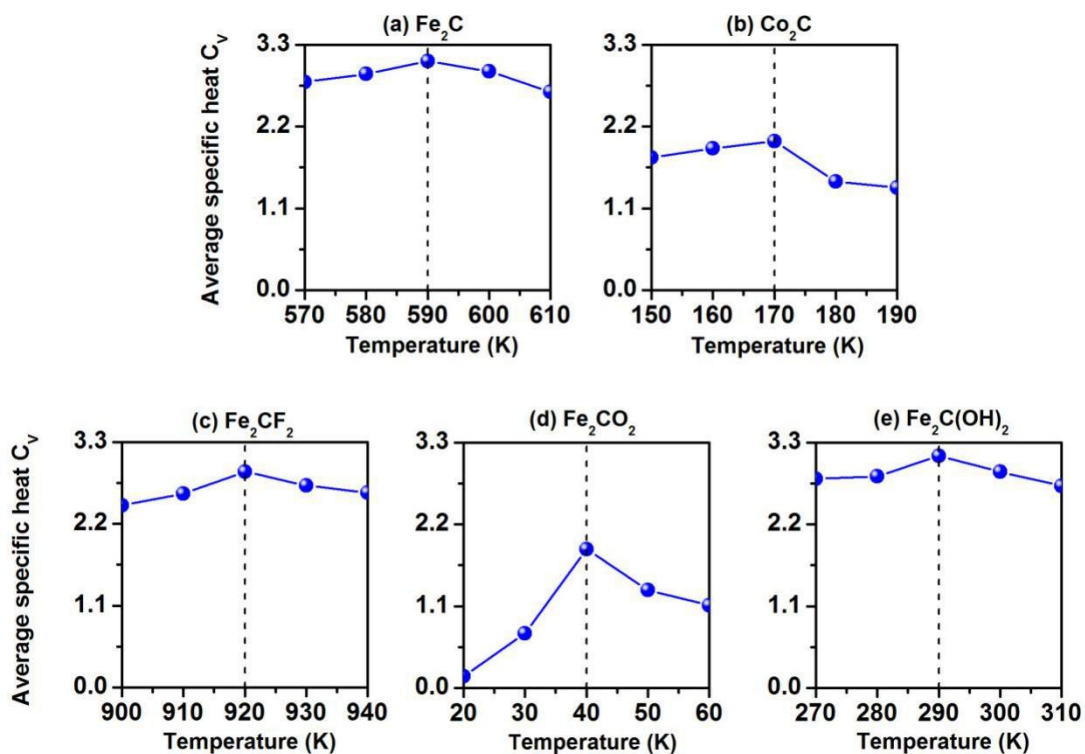 (a) Fe₂C
Average specific heat Cᵥ
3.3
2.2
1.1
0.0
570 580 590 600 610
Temperature (K)
(b) Co₂C
3.3
2.2
1.1
0.0
150 160 170 180 190
Temperature (K)
(c) Fe₂CF₂
Average specific heat Cᵥ
3.3
2.2
1.1
0.0
900 910 920 930 940
Temperature (K)
(d) Fe₂CO₂
3.3
2.2
1.1
0.0
20 30 40 50 60
Temperature (K)
(e) Fe₂C(OH)₂
3.3
2.2
1.1
0.0
270 280 290 300 310
Temperature (K)